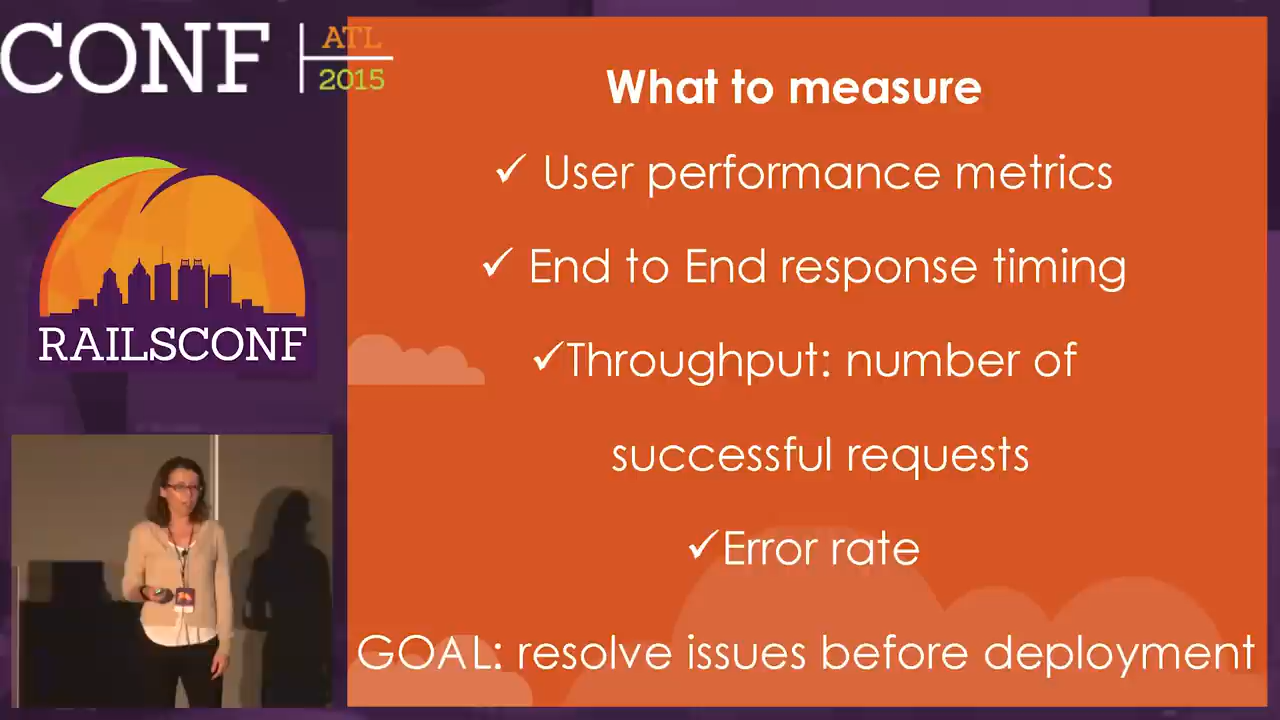 CONF
ATL
2015
RAILSCONF
What to measure
✓ User performance metrics
✓ End to End response timing
✓Throughput: number of
successful requests
✓Error rate
GOAL: resolve issues before deployment